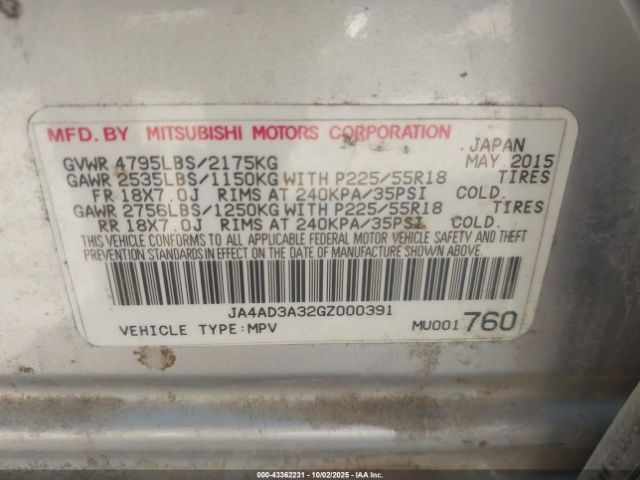 MFD. BY MITSUBISHI MOTORS CORPORATION
JAPAN
GVWR 4795LBS/2175KG MAY 2015
GAWR 2535LBS/1150KG WITH P225/55R18 TIRES
FR 18X7.0J RIMS AT 240KPA/35PSI COLD.
GAWR 2756LBS/1250KG WITH P225/55R18 TIRES
RR 18X7.0J RIMS AT 240KPA/35PSI COLD.
THIS VEHICLE CONFORMS TO ALL APPLICABLE FEDERAL MOTOR VEHICLE SAFETY AND THEFT
PREVENTION STANDARDS IN EFFECT ON THE DATE OF MANUFACTURE SHOWN ABOVE.
JA4AD3A32GZ000391
VEHICLE TYPE:MPV MU001 760
00 - 43362231 - 10/02/2025 - © Copyright 2025 IAA, Inc.